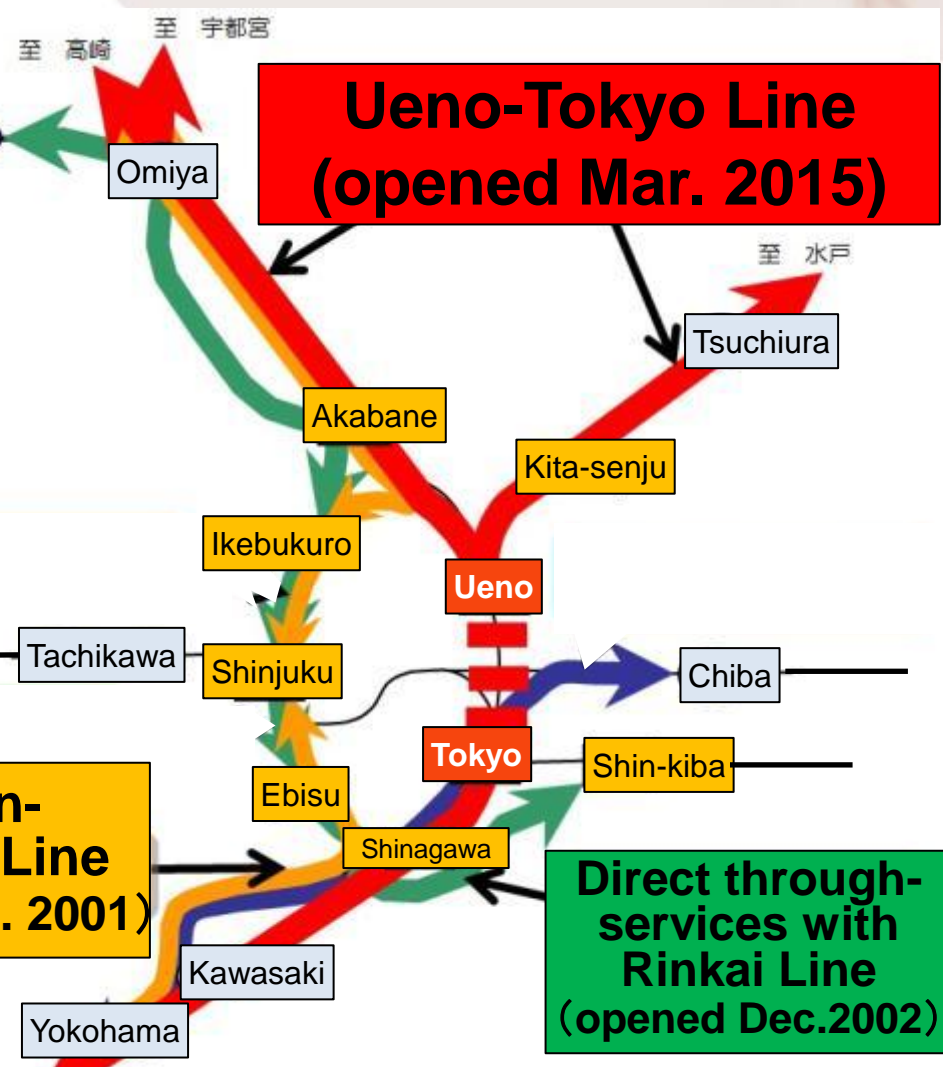 至 宇都宮
至 高崎
Ueno-Tokyo Line
(opened Mar. 2015)
Omiya
至 水戸
Tsuchiura
Akabane
Kita-senju
Ikebukuro
Ueno
Tachikawa
Shinjuku
Chiba
Tokyo
Shin-kiba
Ebisu
n-
Line
. 2001）
Shinagawa
Direct through-
services with
Rinkai Line
（opened Dec.2002）
Kawasaki
Yokohama